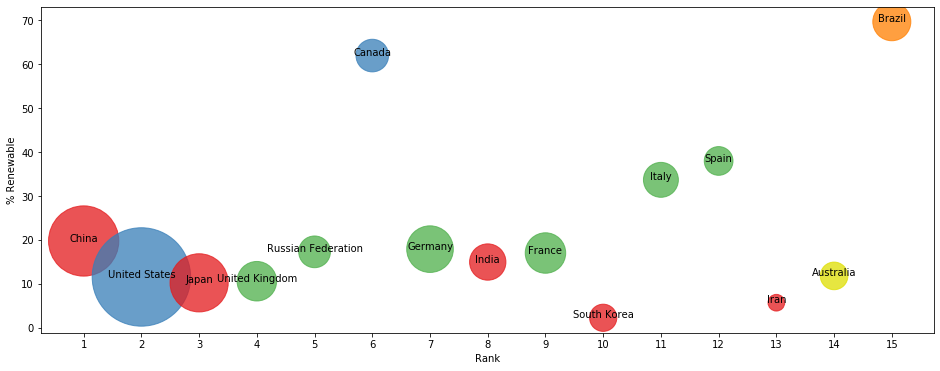 % Renewable
70
60
50
40
30
20
10
0
Brazil
Canada
Spain
Italy
China
Russian Federation
Germany
France
India
United States
Japan
United Kingdom
Australia
Iran
South Korea
1 2 3 4 5 6 7 8 9 10 11 12 13 14 15
Rank